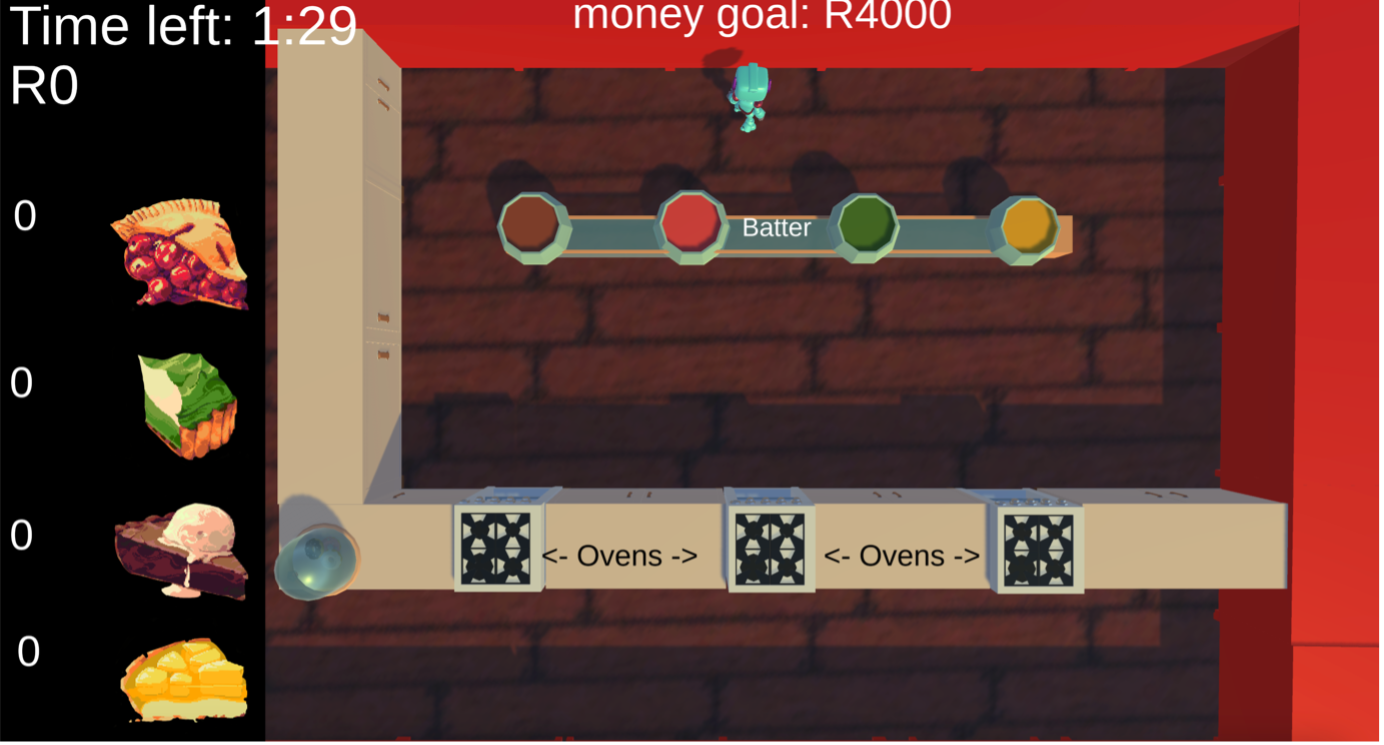 Time left: 1:29
money goal: R4000
R0
0
Batter
0
0
<- Ovens ->
<- Ovens ->
0